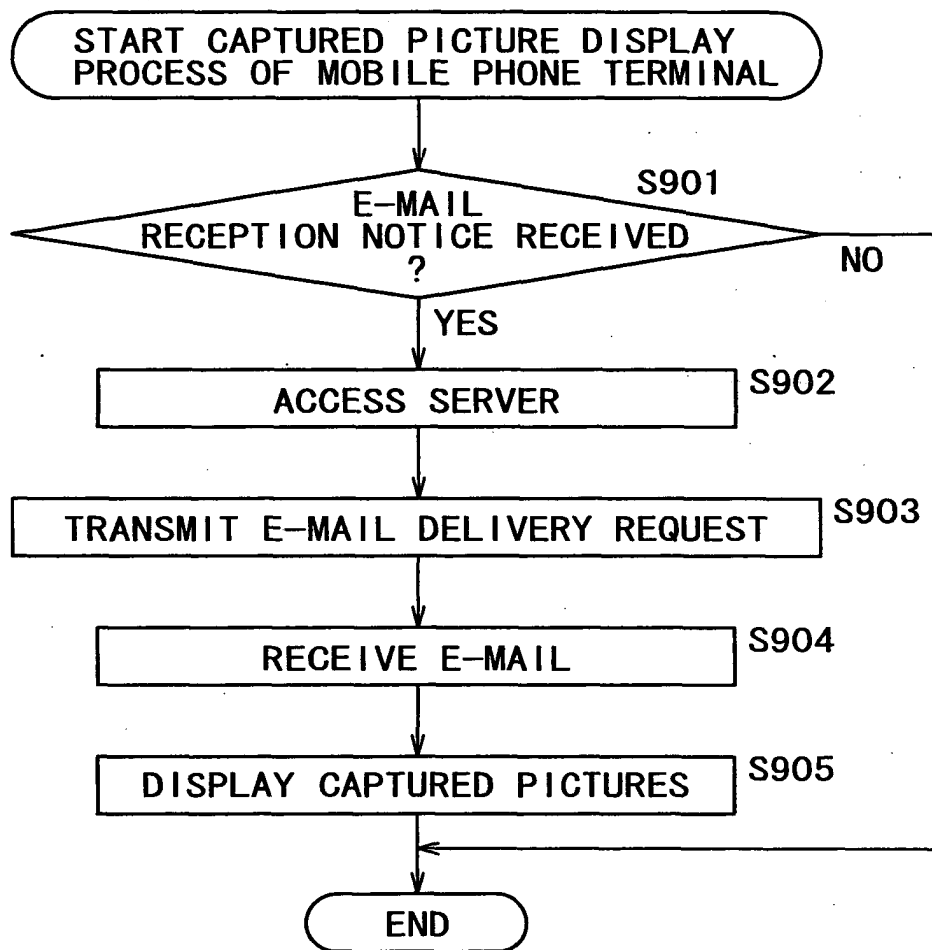 START CAPTURED PICTURE DISPLAY
PROCESS OF MOBILE PHONE TERMINAL
S901
E-MAIL
RECEPTION NOTICE RECEIVED
?
NO
YES
ACCESS SERVER
S902
TRANSMIT E-MAIL DELIVERY REQUEST
S903
RECEIVE E-MAIL
S904
DISPLAY CAPTURED PICTURES
S905
END